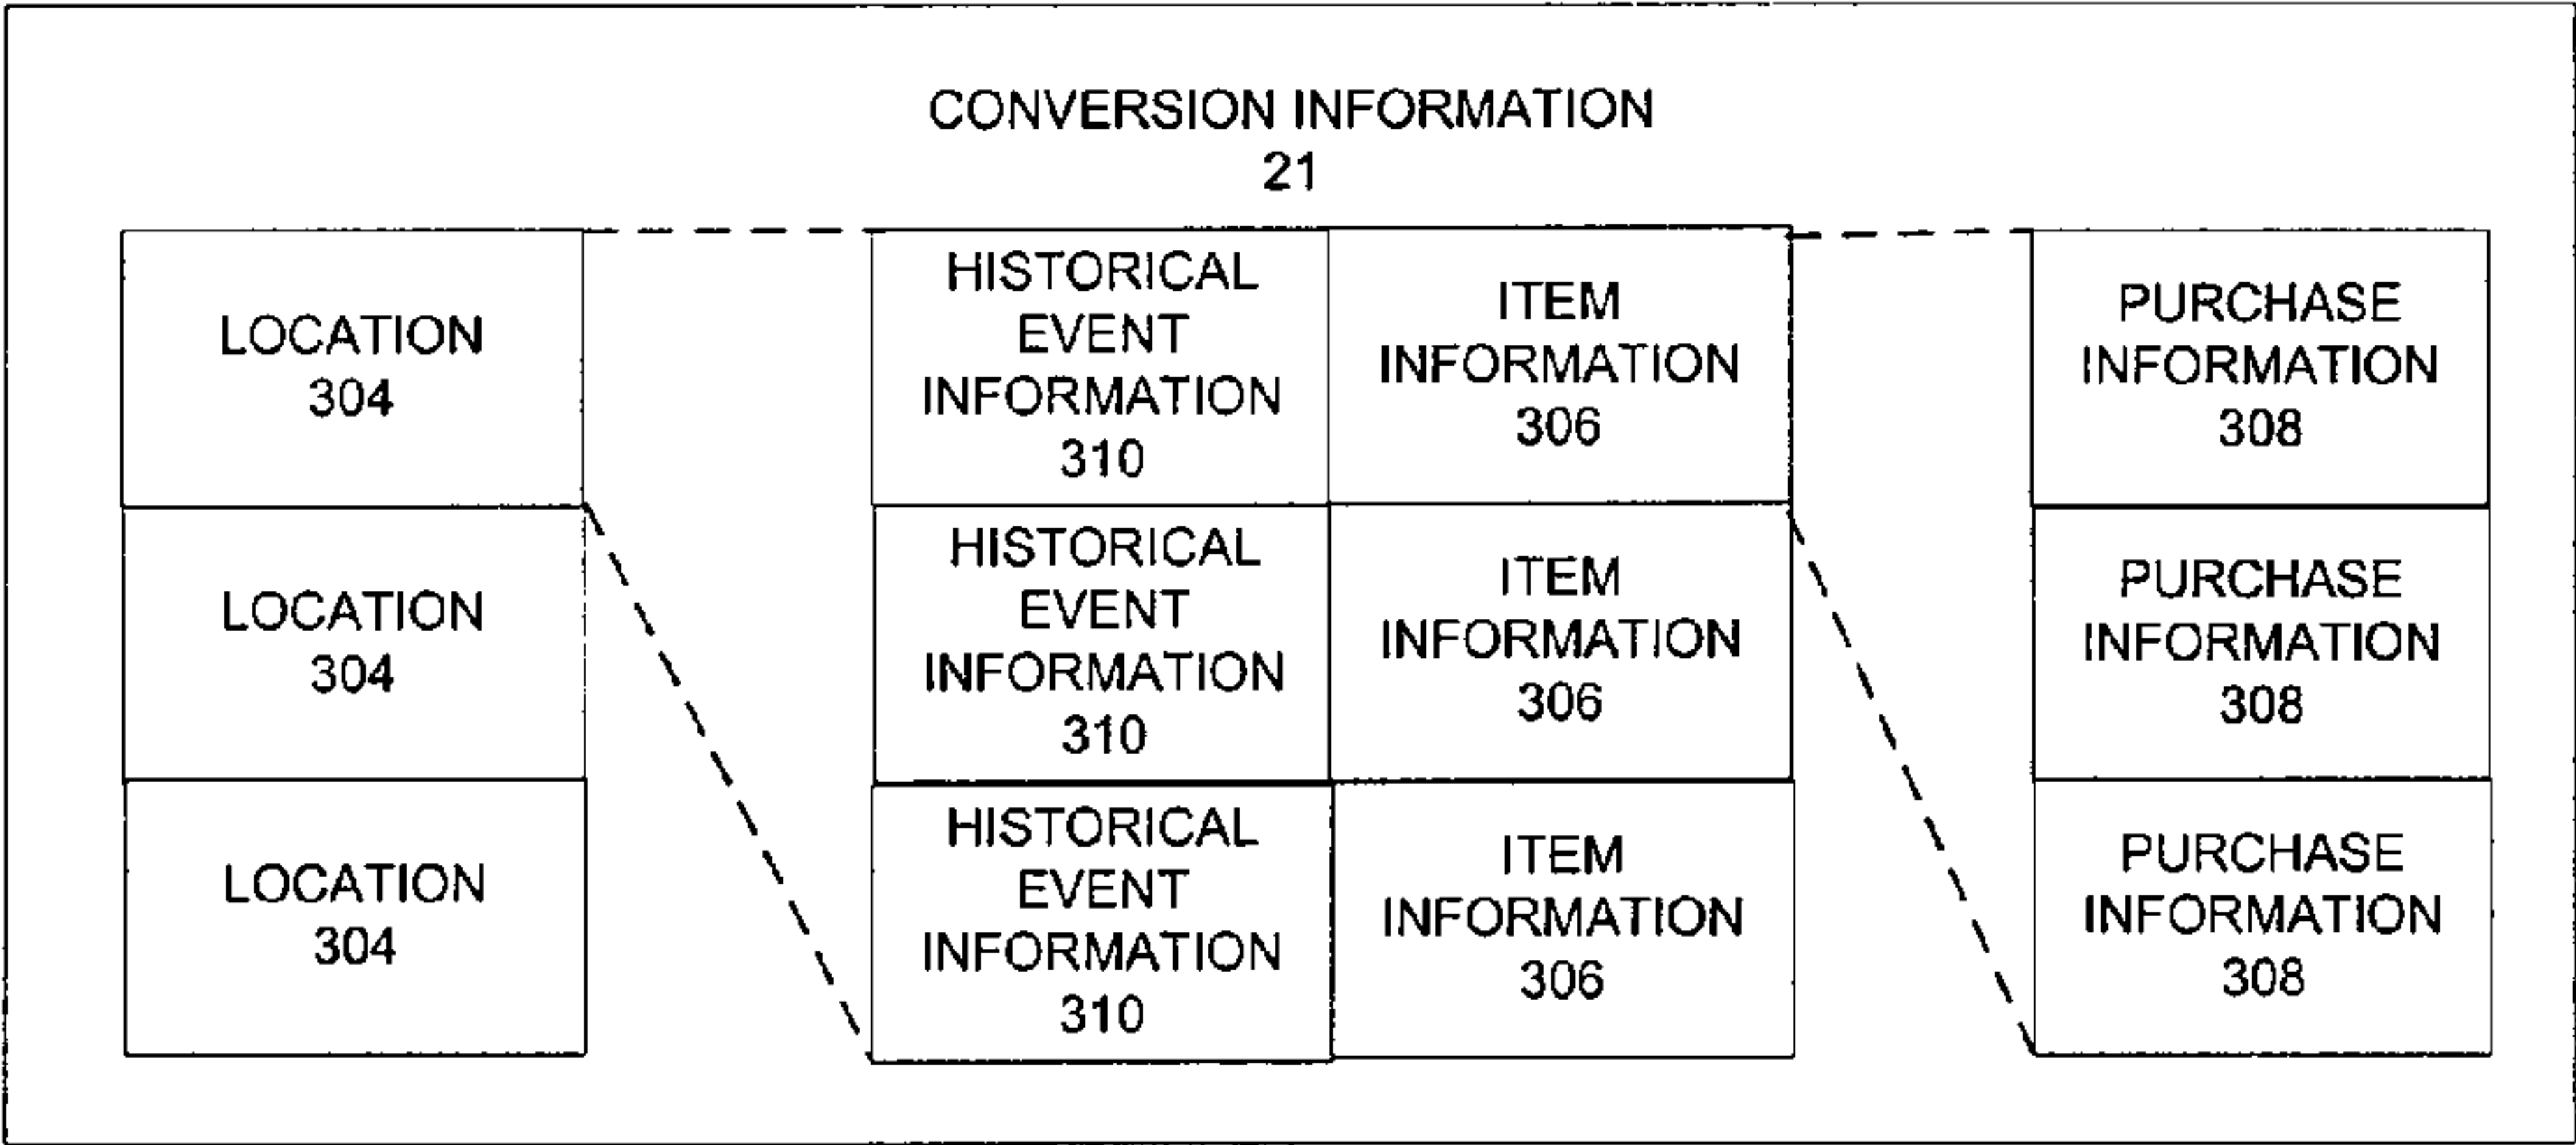 CONVERSION INFORMATION
21
LOCATION
304
LOCATION
304
LOCATION
304
HISTORICAL
EVENT
INFORMATION
310
ITEM
INFORMATION
306
HISTORICAL
EVENT
INFORMATION
310
ITEM
INFORMATION
306
HISTORICAL
EVENT
INFORMATION
310
ITEM
INFORMATION
306
PURCHASE
INFORMATION
308
PURCHASE
INFORMATION
308
PURCHASE
INFORMATION
308